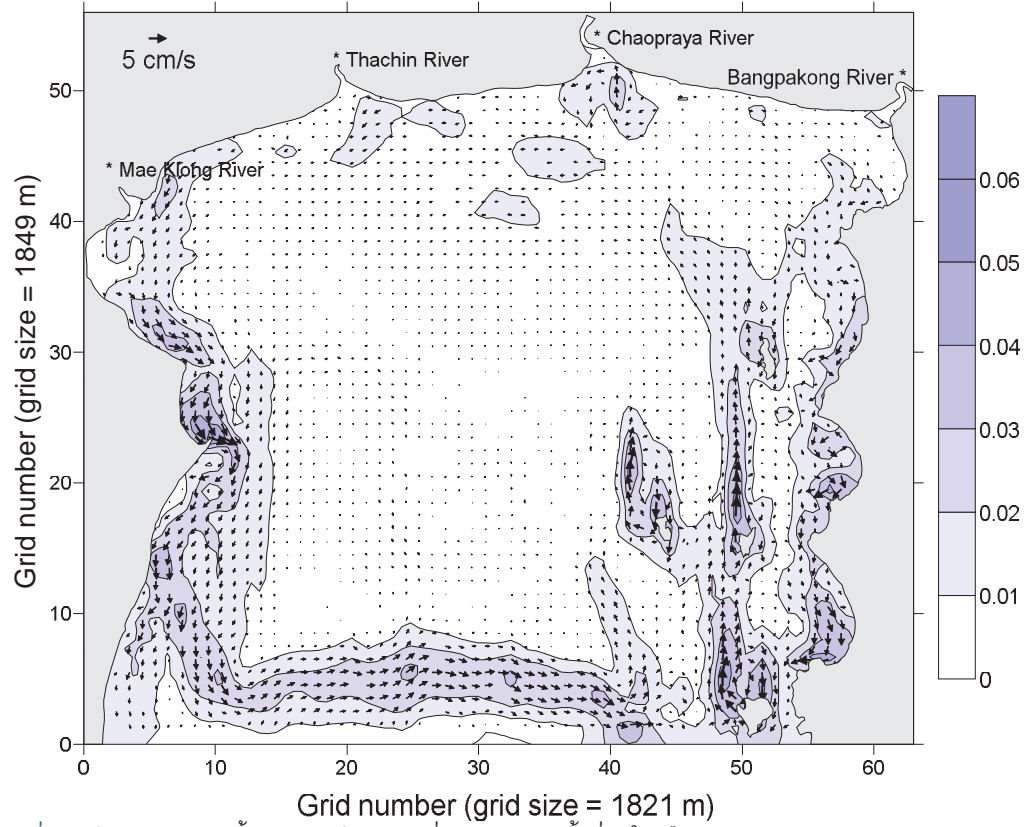 * Chaopraya River
5 cm/s
* Thachin River
Bangpakong River *
* Mae Klong River
50
40
30
20
10
0
Grid number (grid size = 1849 m)
0 10 20 30 40 50 60
Grid number (grid size = 1821 m)
0.06
0.05
0.04
0.03
0.02
0.01
0